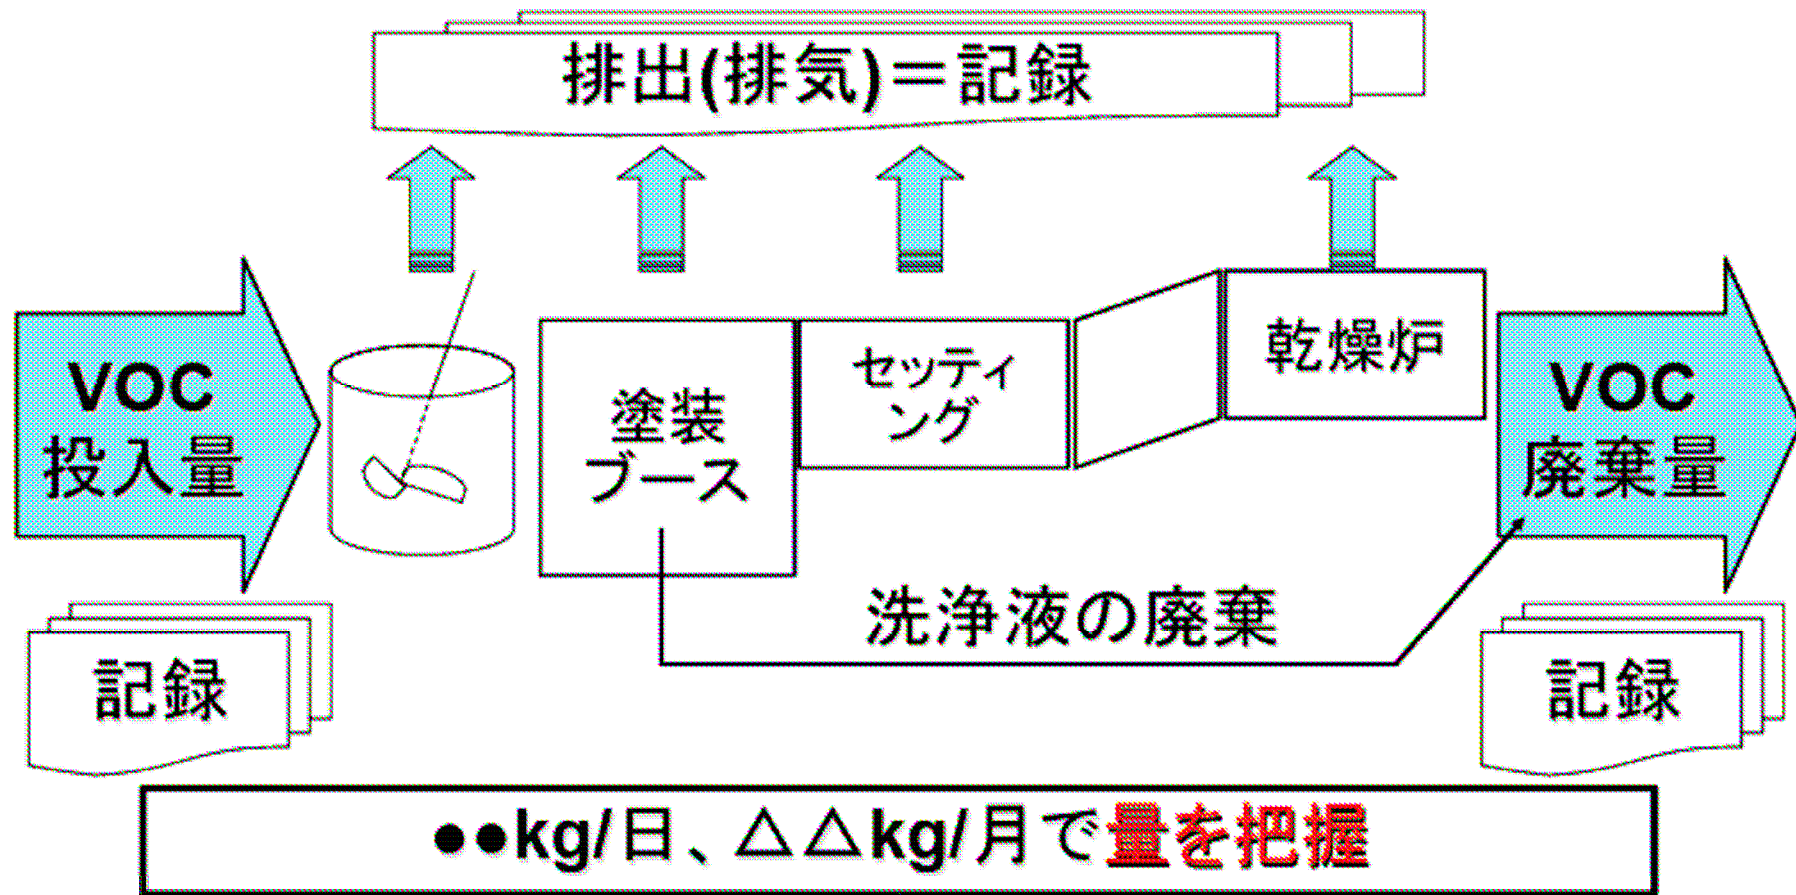 排出(排気)＝記録
VOC
投入量
塗装
ブース
セッティ
ング
乾燥炉
VOC
廃棄量
洗浄液の廃棄
記録
記録
●●kg/日、△△kg/月で量を把握